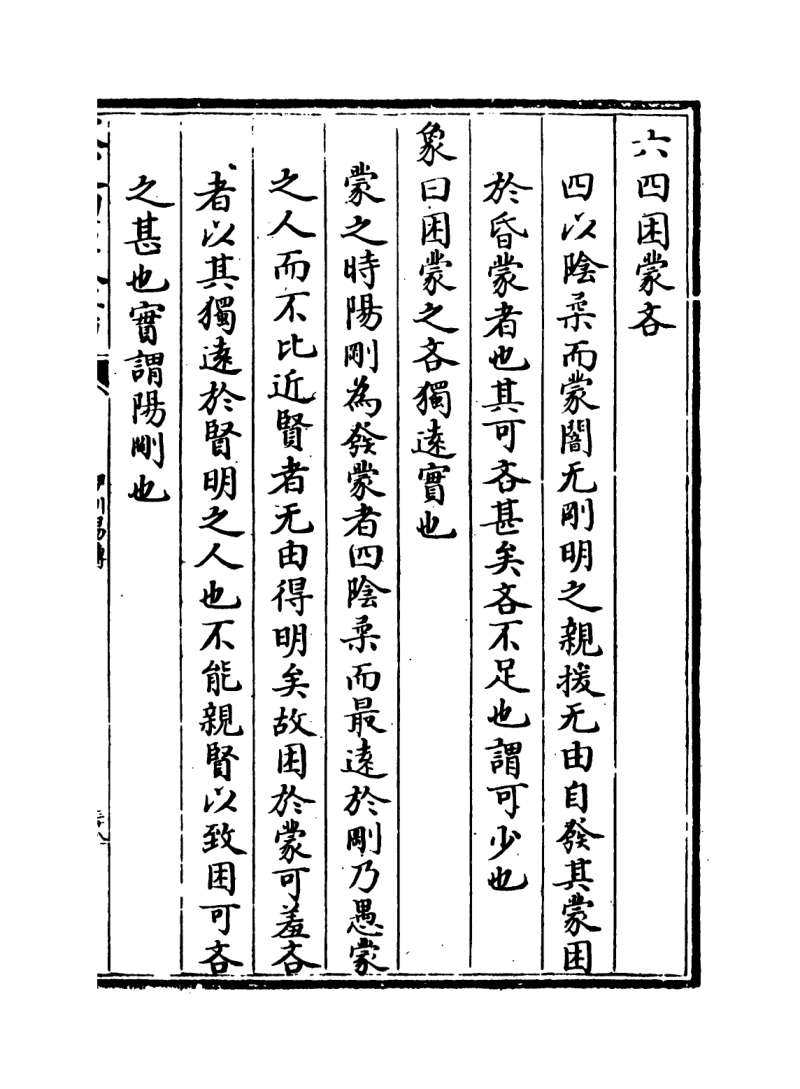 六四困蒙吝
四以陰柔而蒙闇无剛明之親援无由自發其蒙困
於昏蒙者也其可吝甚矣吝不足也謂可少也
象曰困蒙之吝獨遠實也
蒙之時陽剛為發蒙者四陰柔而最遠於剛乃愚蒙
之人而不比近賢者无由得明矣故困於蒙可羞吝
者以其獨遠於賢明之人也不能親賢以致困可吝
之甚也實謂陽剛也